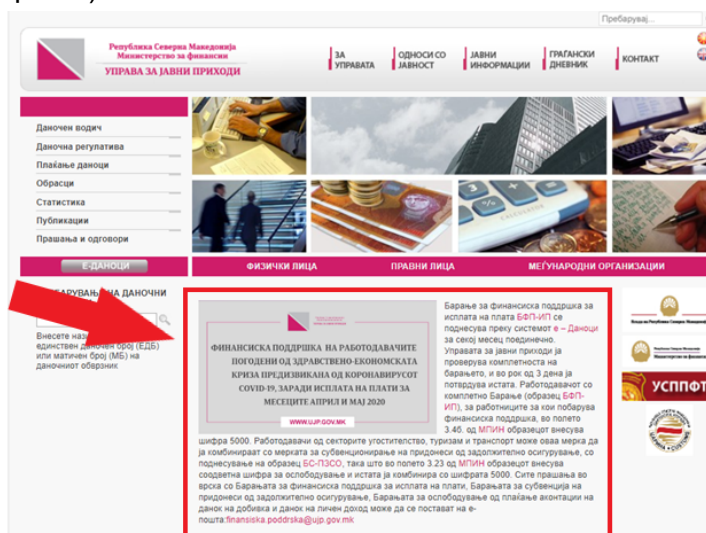 Пребарувај...
Република Северна Македонија
Министерство за финансии
УПРАВА ЗА ЈАВНИ ПРИХОДИ
ЗА УПРАВАТА
ОДНОСИ СО ЈАВНОСТ
ЈАВНИ ИНФОРМАЦИИ
ГРАЃАНСКИ ДНЕВНИК
КОНТАКТ
Даночен водич
Даночна регулатива
Плаќање даноци
Обрасци
Статистика
Публикации
Прашања и одговори
Е-ДАНОЦИ
ФИЗИЧКИ ЛИЦА
ПРАВНИ ЛИЦА
МЕЃУНАРОДНИ ОРГАНИЗАЦИИ
НА ДАНОЧНИ
Внесете
единствен даночен број (ЕДБ)
или матичен број (МБ) на
даночниот обврзник
ФИНАНСИСКА ПОДДРШКА НА РАБОТОДАВАЧИТЕ
ПОГОДЕНИ ОД ЗДРАВСТВЕНО-ЕКОНОМСКАТА
КРИЗА ПРЕДИЗВИКАНА ОД КОРОНАВИРУСОТ
COVID-19, ЗАРАДИ ИСПЛАТА НА ПЛАТИ ЗА
МЕСЕЦИТЕ АПРИЛ И МАЈ 2020
WWW.UJP.GOV.MK
Барање за финансиска поддршка за
исплата на плата БФП-ИП се
поднесува преку системот е – Даноци
за секој месец поединечно.
Управата за јавни приходи ја
проверува комплетноста на
барањето, и во рок од 3 дена ја
потврдува истата. Работодавачот со
комплетно Барање (образец БФП-
ИП), за работниците за кои побарува
финансиска поддршка, во полето
3.4б. од МПИН образецот внесува
шифра 5000. Работодавачи од секторите угостителство, туризам и транспорт може оваа мерка да
ја комбинираат со мерката за субвенционирање на придонеси од задолжително осигурување, со
поднесување на образец БС-ПЗСО, така што во полето 3.23 од МПИН образецот внесува
соодветна шифра за ослободување и истата ја комбинира со шифрата 5000. Сите прашања во
врска со Барањата за финансиска поддршка за исплата на плати, Барањата за субвенција на
придонеси од задолжително осигурување, Барањата за ослободување од плаќање аконтации на
данок на добивка и данок на личен доход може да се постават на е-
пошта:finansiska.poddrska@ujp.gov.mk
УСППФТ